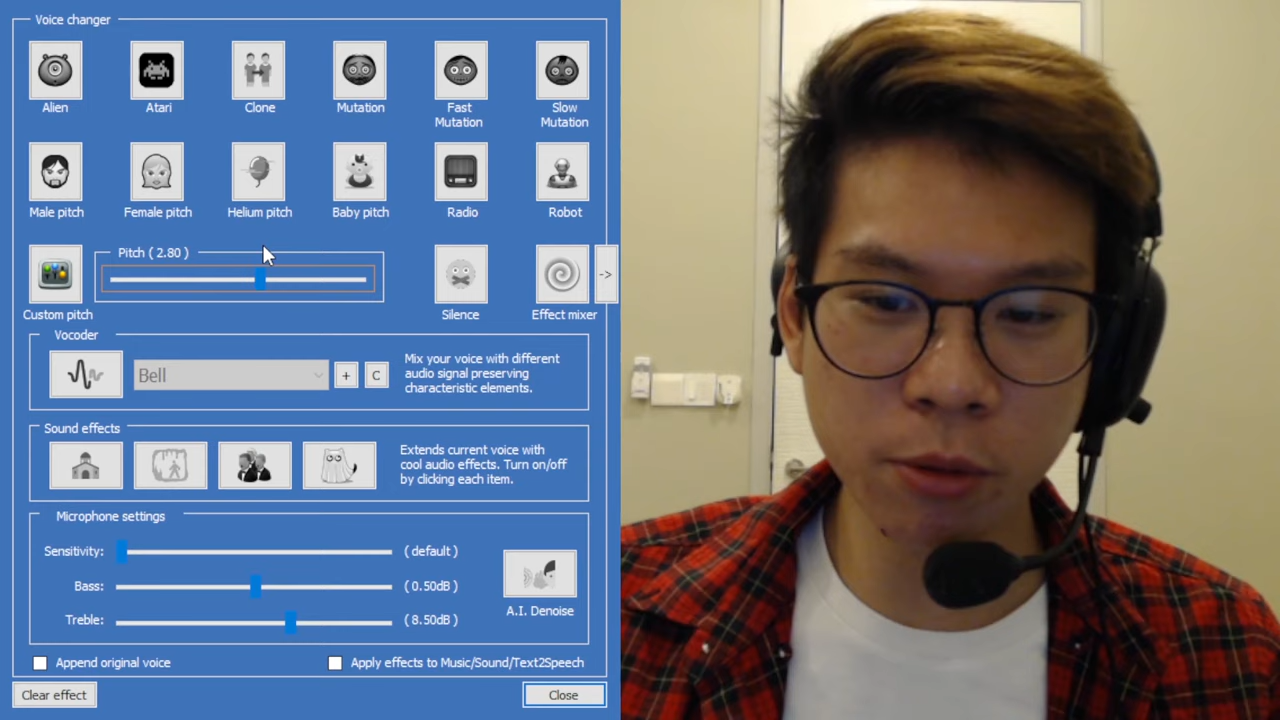 Voice changer
Alien
Atari
Clone
Mutation
Fast
Mutation
Slow
Mutation
Male pitch
Female pitch
Helium pitch
Baby pitch
Radio
Robot
Pitch ( 2.80 )
->
Custom pitch
Silence
Effect mixer
Vocoder
Bell
+
C
Mix your voice with different
audio signal preserving
characteristic elements.
Sound effects
Extends current voice with
cool audio effects. Turn on/off
by clicking each item.
Microphone settings
Sensitivity:
( default )
Bass:
( 0.50dB )
Treble:
( 8.50dB )
A.I. Denoise
Append original voice
Apply effects to Music/Sound/Text2Speech
Clear effect
Close